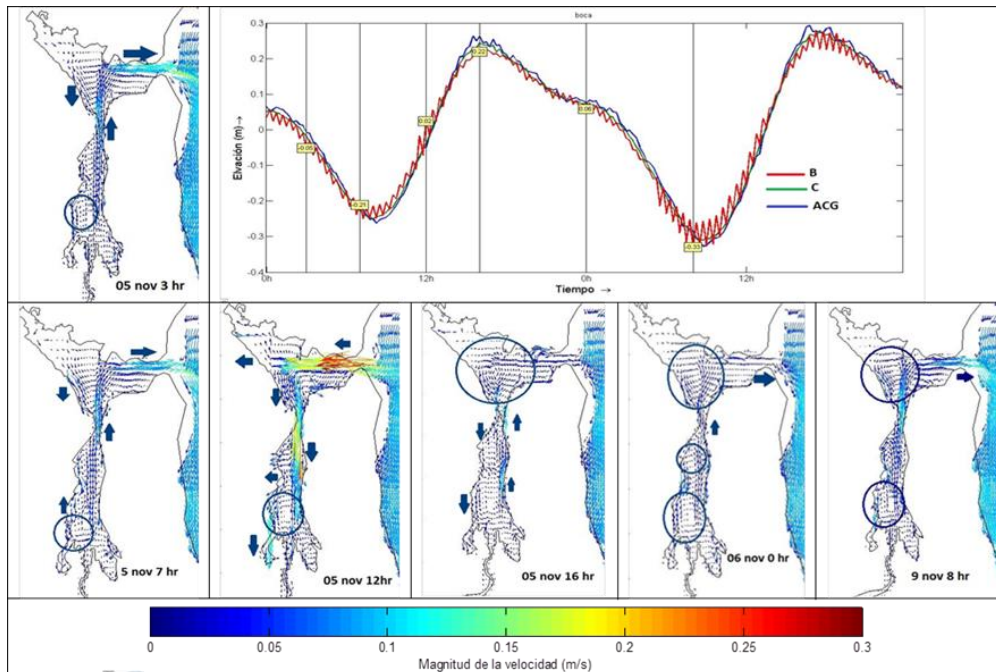 05 nov 3 hr
boca
Elvación (m)→
0.3
0.2
0.1
0
-0.1
-0.2
-0.3
-0.4
-0.05
-0.21
0.02
0.22
0.06
-0.33
B
C
ACG
0h
12h
0h
12h
Tiempo →
5 nov 7 hr
05 nov 12hr
05 nov 16 hr
06 nov 0 hr
9 nov 8 hr
0
0.05
0.1
0.15
0.2
0.25
0.3
Magnitud de la velocidad (m/s)